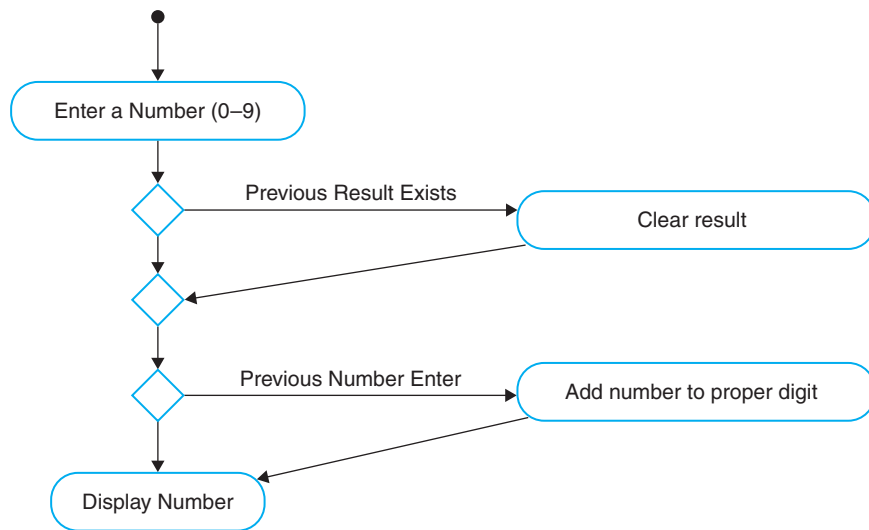 Enter a Number (0–9)
Previous Result Exists
Clear result
Previous Number Enter
Add number to proper digit
Display Number